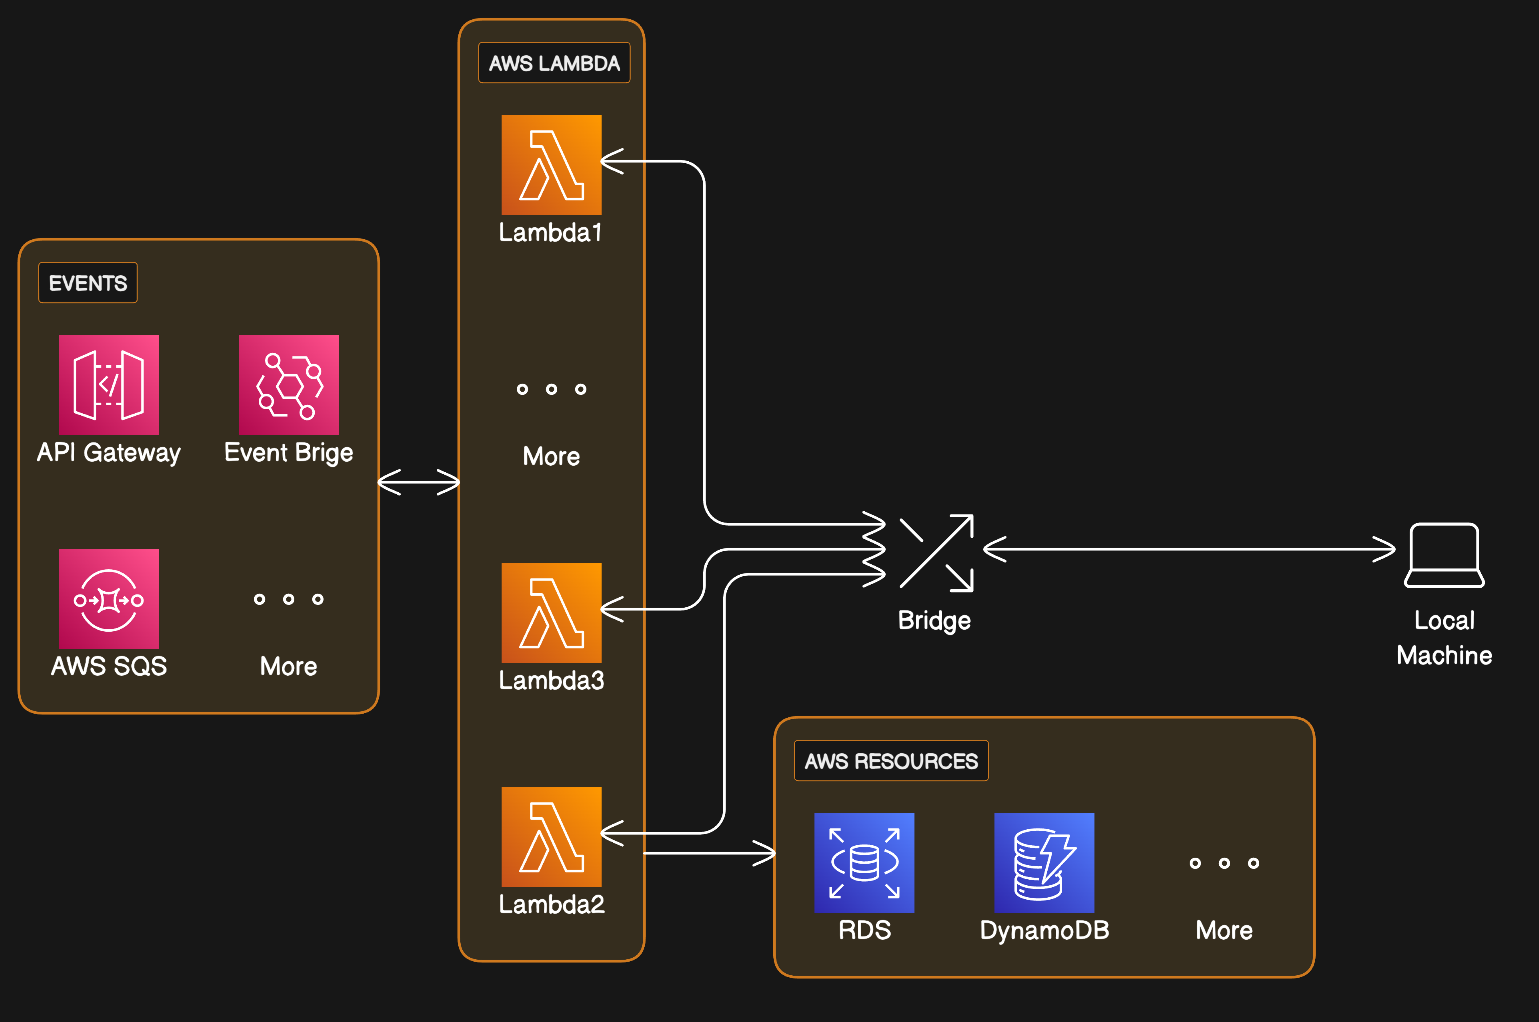 AWS LAMBDA
Lambda1
EVENTS
API Gateway
Event Brige
More
AWS SQS
More
Lambda3
Bridge
Local
Machine
AWS RESOURCES
Lambda2
RDS
DynamoDB
More